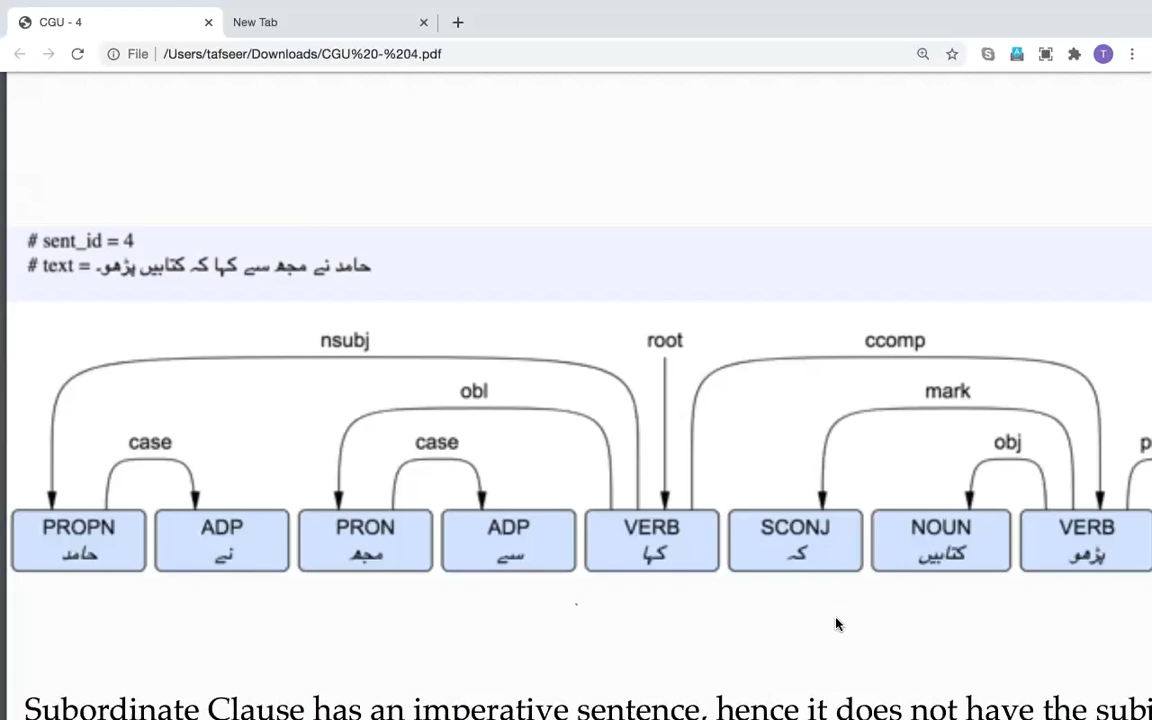 CGU - 4
New Tab
File
/Users/tafseer/Downloads/CGU%20-%204.pdf
T
# sent_id = 4
# text = حامد نے مجھ سے کہا کہ کتابیں پڑھو۔
nsubj
root
ccomp
obl
mark
case
case
obj
p
PROPN
حامد
ADP
نے
PRON
مجھ
ADP
سے
VERB
کہا
SCONJ
کہ
NOUN
کتابیں
VERB
پڑھو
Subordinate Clause has an imperative sentence, hence it does not have the subj